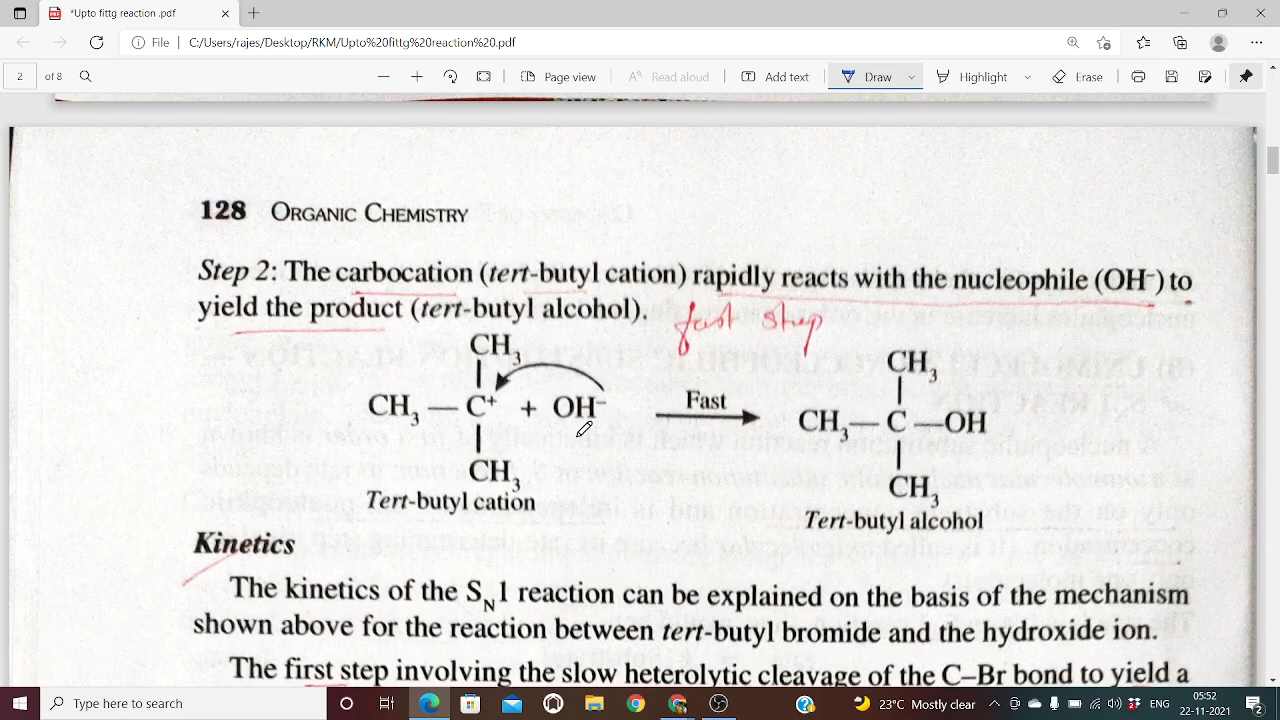 *Upto fittg reaction .pdf
File
C:/Users/rajes/Desktop/RKM/Upto%20fittg%20reaction%20.pdf
2 of 8
Page view
Read aloud
Add text
Draw
Highlight
Erase
128 ORGANIC CHEMISTRY
Step 2: The carbocation (tert-butyl cation) rapidly reacts with the nucleophile (OH⁻) to
yield the product (tert-butyl alcohol).
fast step
CH₃
CH₃ — C⁺ + OH⁻
CH₃
Tert-butyl cation
Fast
CH₃
CH₃— C —OH
CH₃
Tert-butyl alcohol
Kinetics
The kinetics of the S_N1 reaction can be explained on the basis of the mechanism
shown above for the reaction between tert-butyl bromide and the hydroxide ion.
The first step involving the slow heterolytic cleavage of the C–Br bond to yield a
Type here to search
23°C Mostly clear
ENG
05:52
22-11-2021